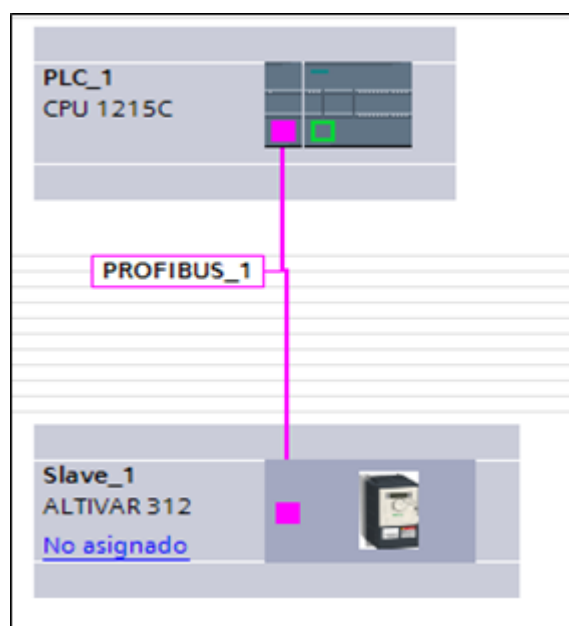 PLC_1
CPU 1215C
PROFIBUS_1
Slave_1
ALTIVAR 312
No asignado